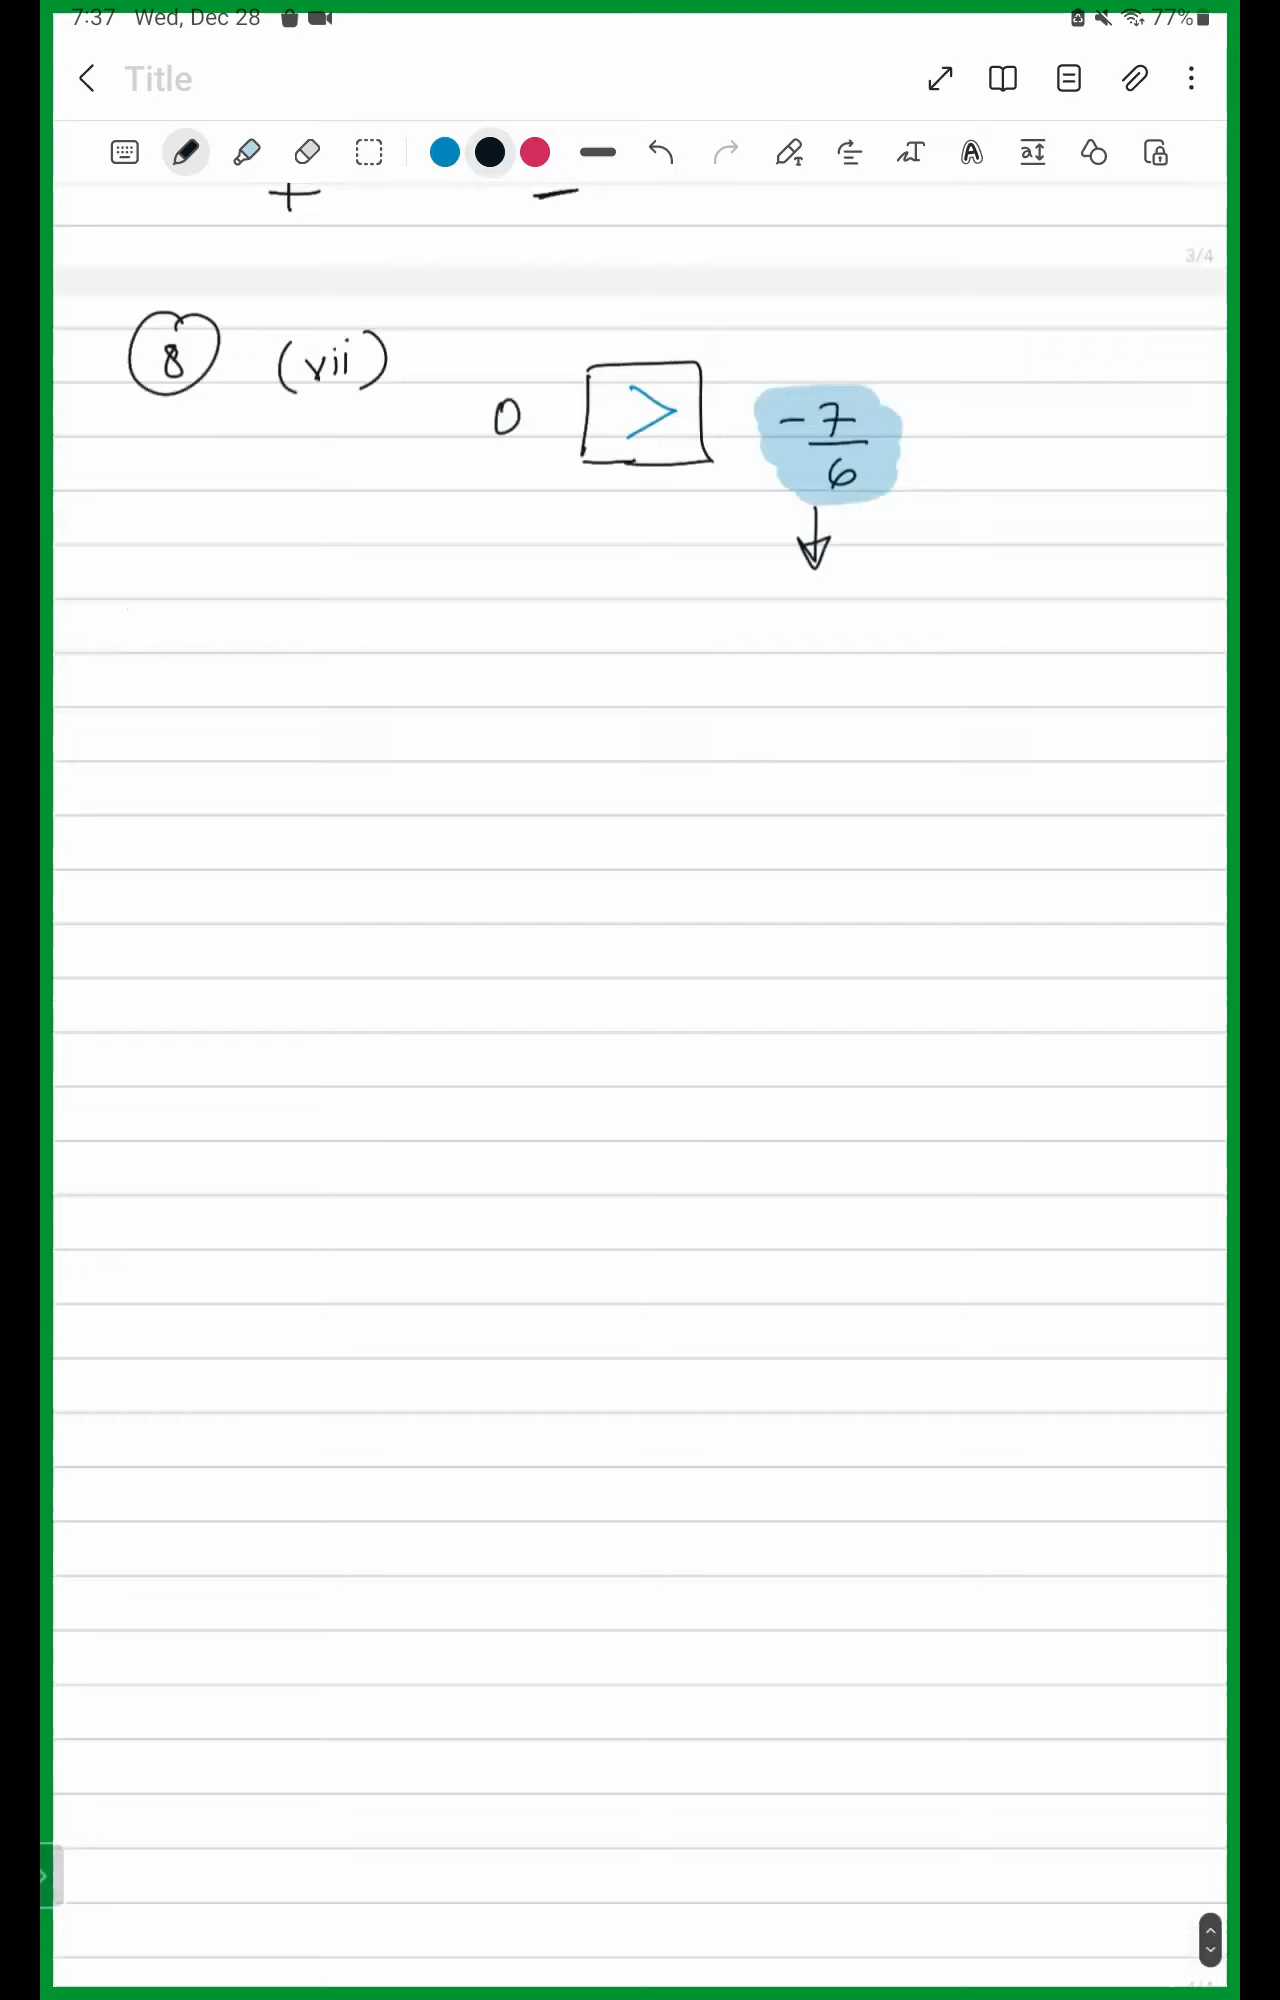 7:37 Wed, Dec 28 77%
Title
+ −
3/4
8 (vii)
0 > -7/6